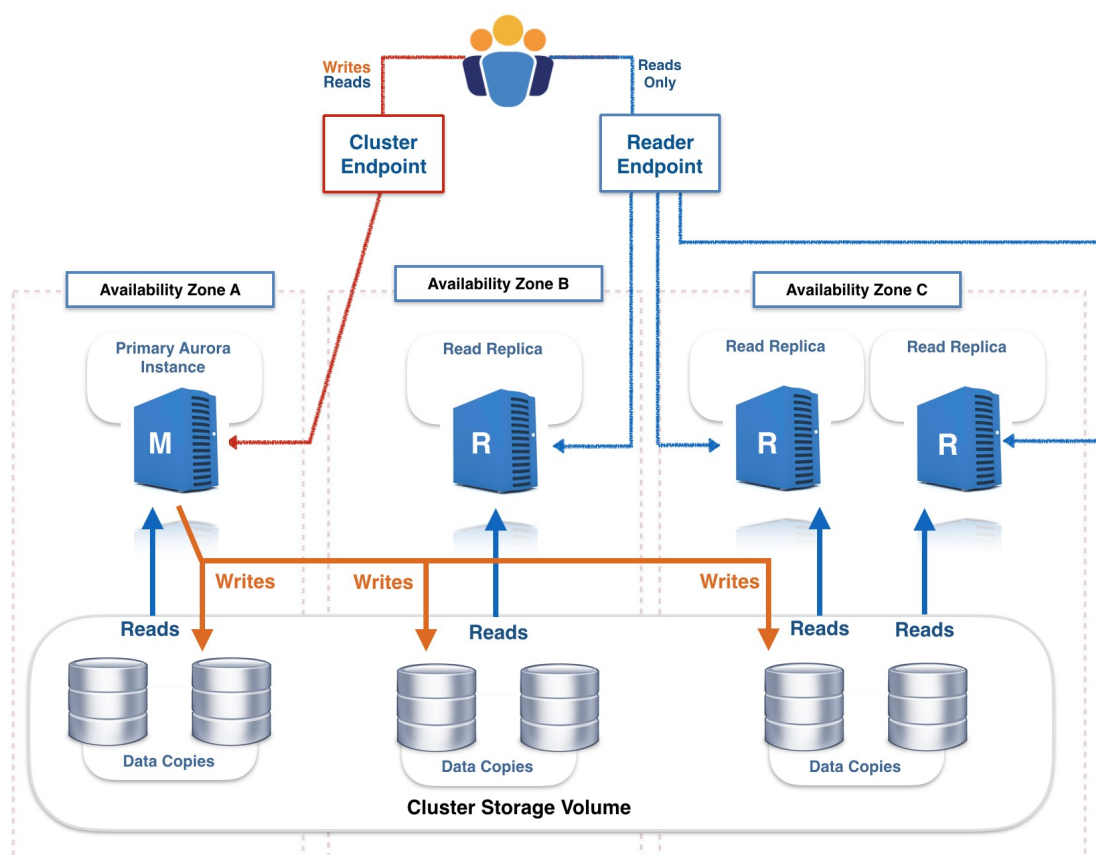 Writes
Reads
Reads
Only
Cluster
Endpoint
Reader
Endpoint
Availability Zone A
Availability Zone B
Availability Zone C
Primary Aurora
Instance
Read Replica
Read Replica
Read Replica
M
R
R
R
Writes
Writes
Writes
Reads
Reads
Reads
Reads
Data Copies
Data Copies
Data Copies
Cluster Storage Volume